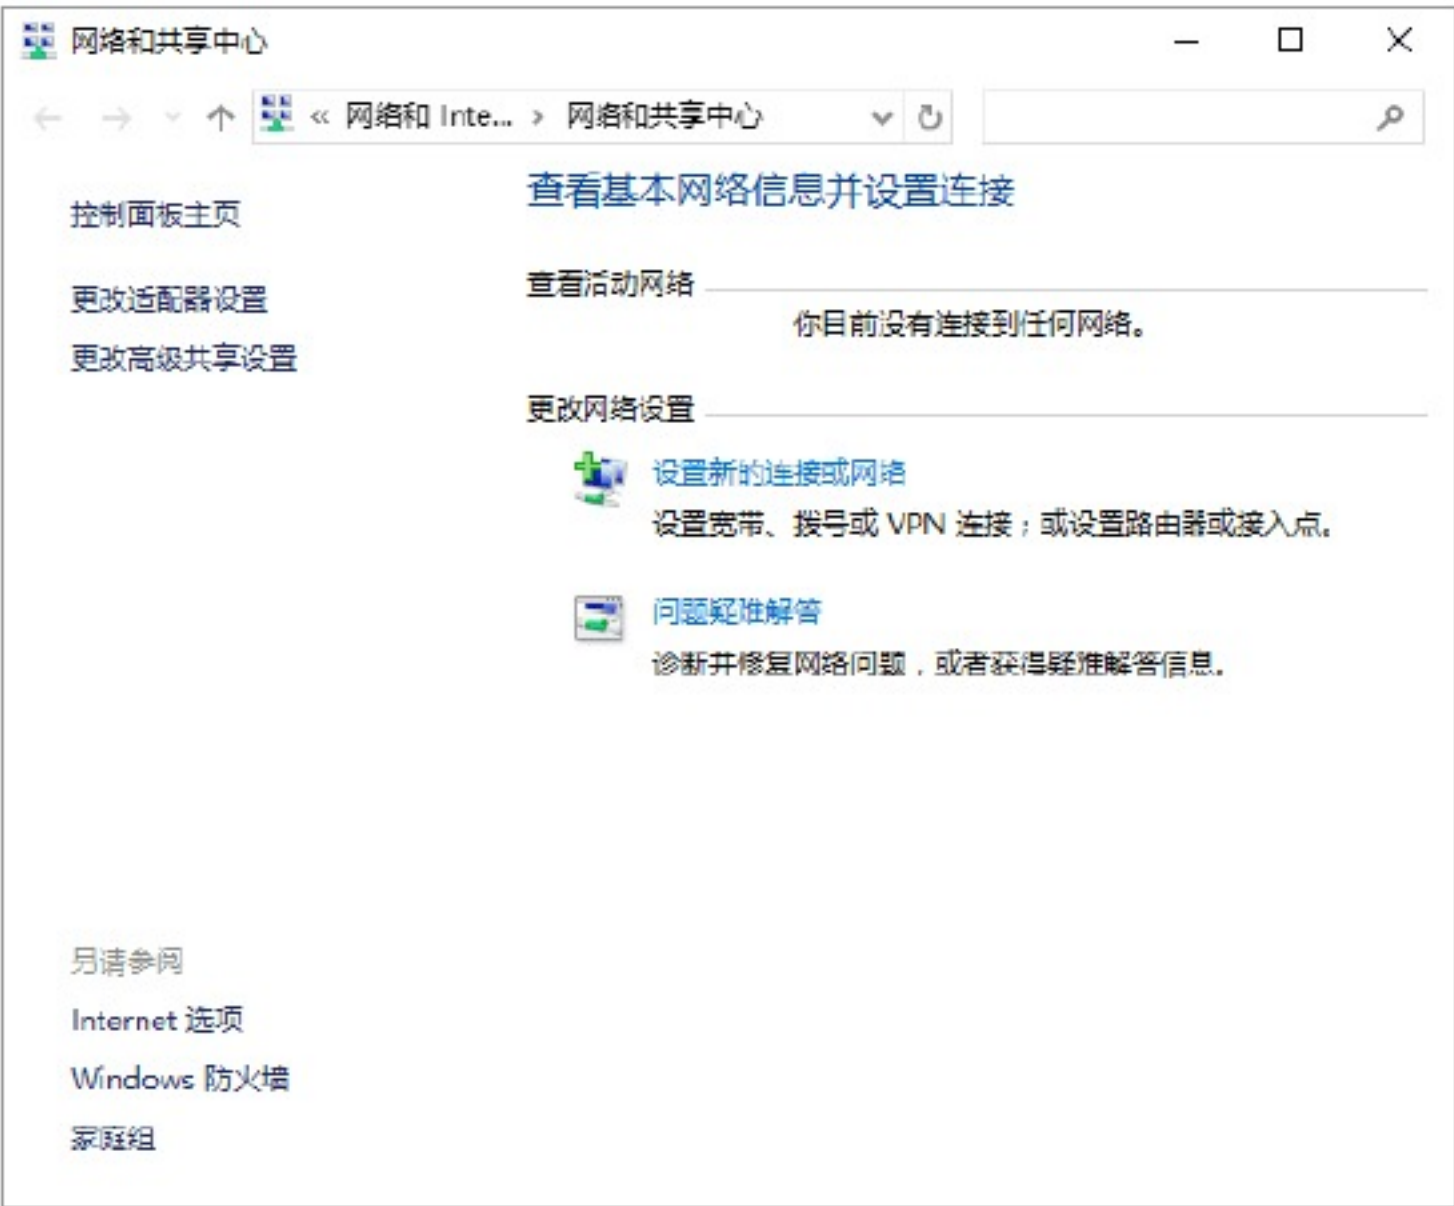 网络和共享中心
« 网络和 Inte... › 网络和共享中心
控制面板主页
更改适配器设置
更改高级共享设置
查看基本网络信息并设置连接
查看活动网络
你目前没有连接到任何网络。
更改网络设置
设置新的连接或网络
设置宽带、拨号或 VPN 连接；或设置路由器或接入点。
问题疑难解答
诊断并修复网络问题，或者获得疑难解答信息。
另请参阅
Internet 选项
Windows 防火墙
家庭组